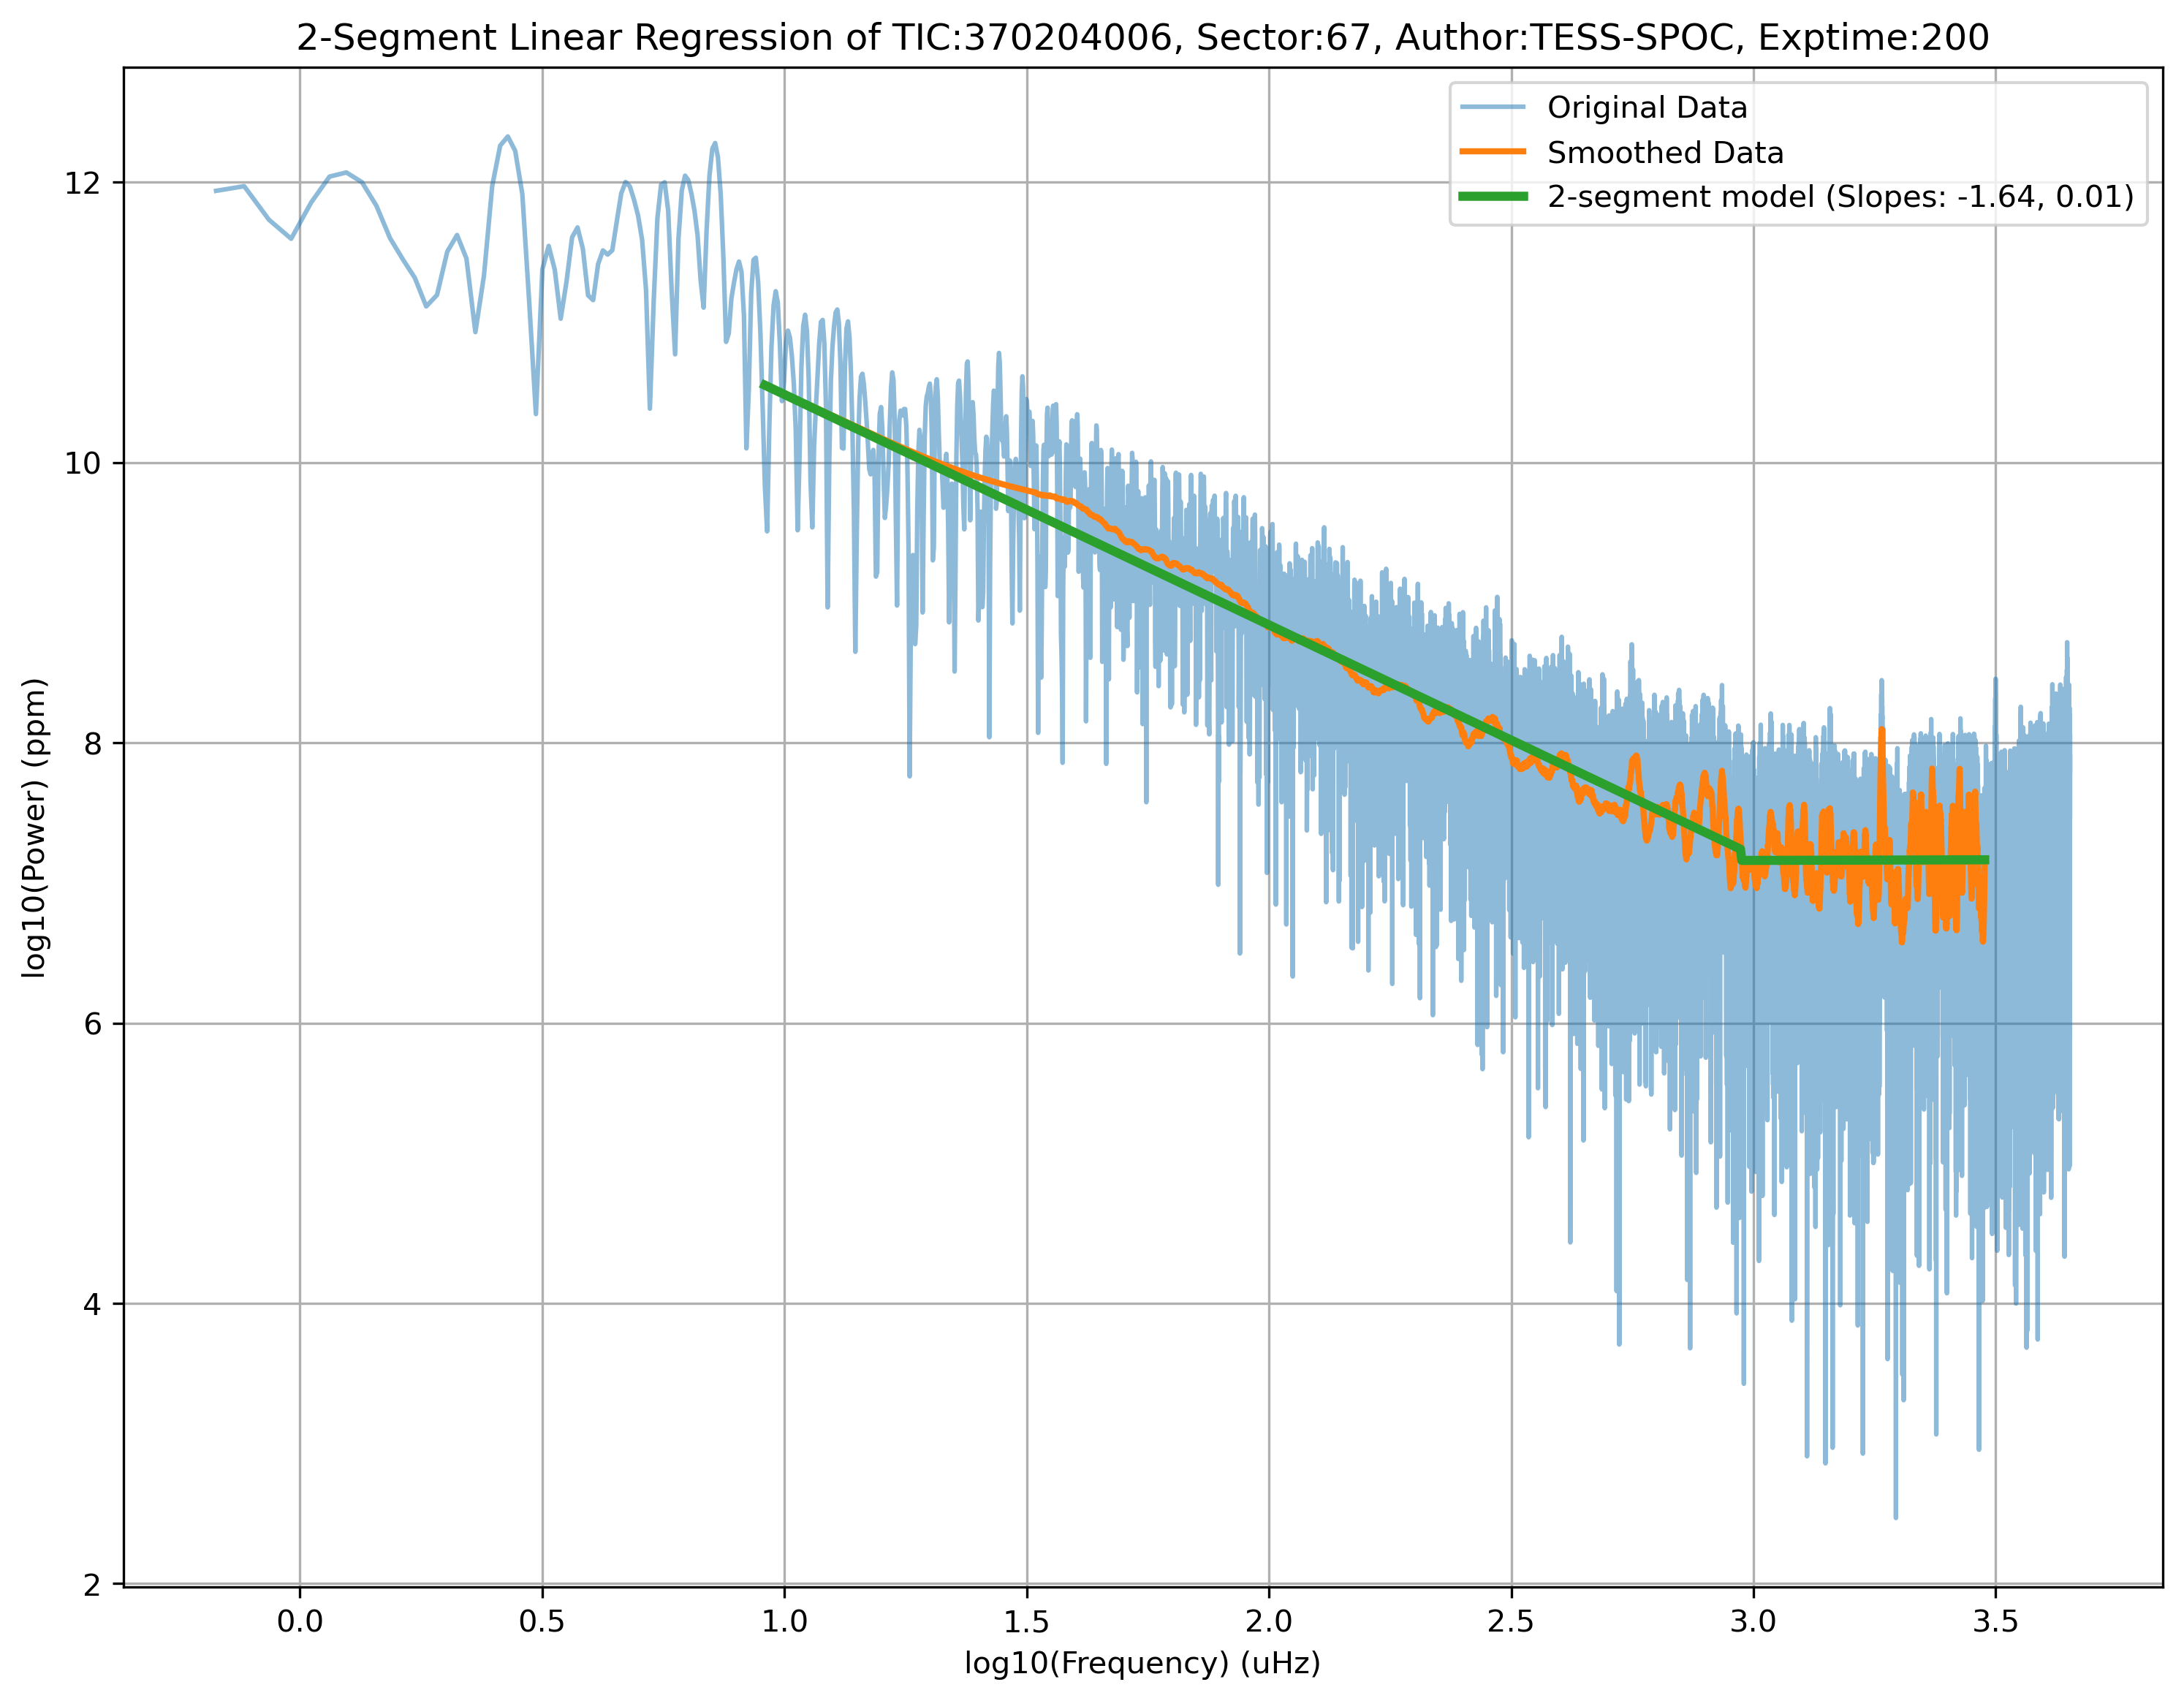 2-Segment Linear Regression of TIC:370204006, Sector:67, Author:TESS-SPOC, Exptime:200
Original Data
Smoothed Data
2-segment model (Slopes: -1.64, 0.01)
log10(Power) (ppm)
12
10
8
6
4
2
0.0 0.5 1.0 1.5 2.0 2.5 3.0 3.5
log10(Frequency) (uHz)